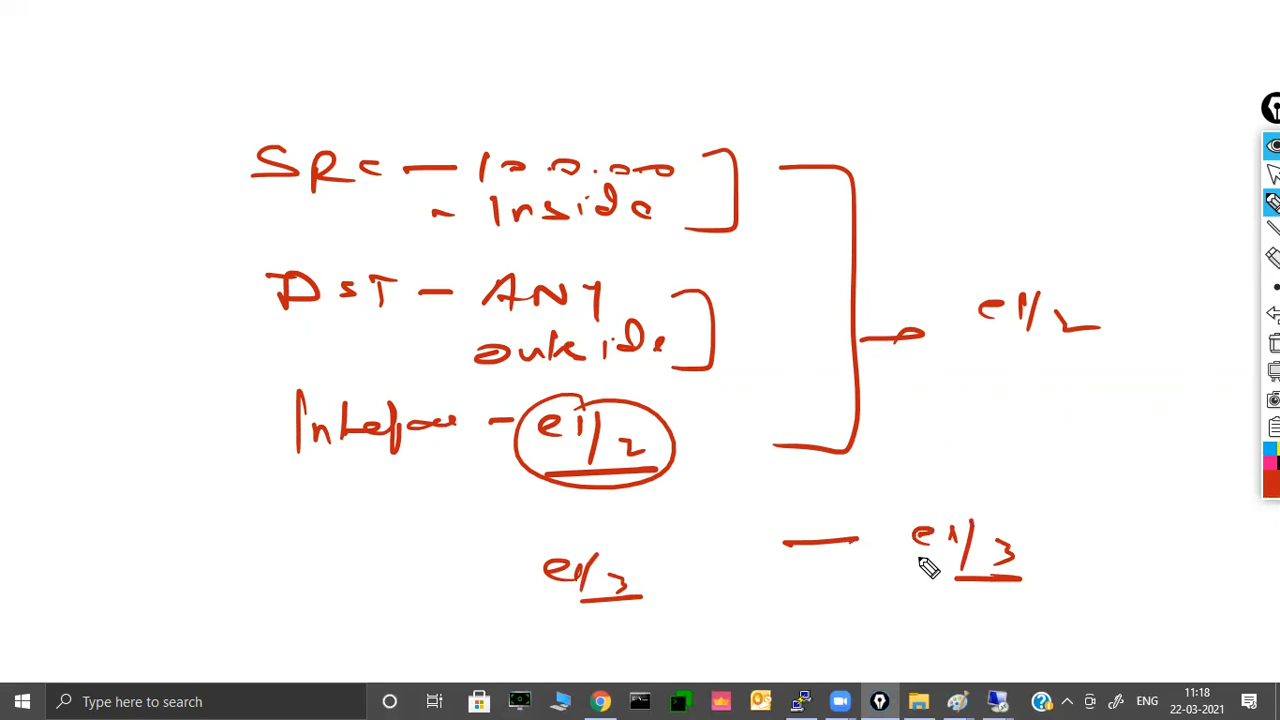 SRC — 10.0.0.0
- Inside
DST — ANY
outside
Interface - e1/2
e1/2
e1/3
— e1/3
Type here to search
ENG
11:18
22-03-2021